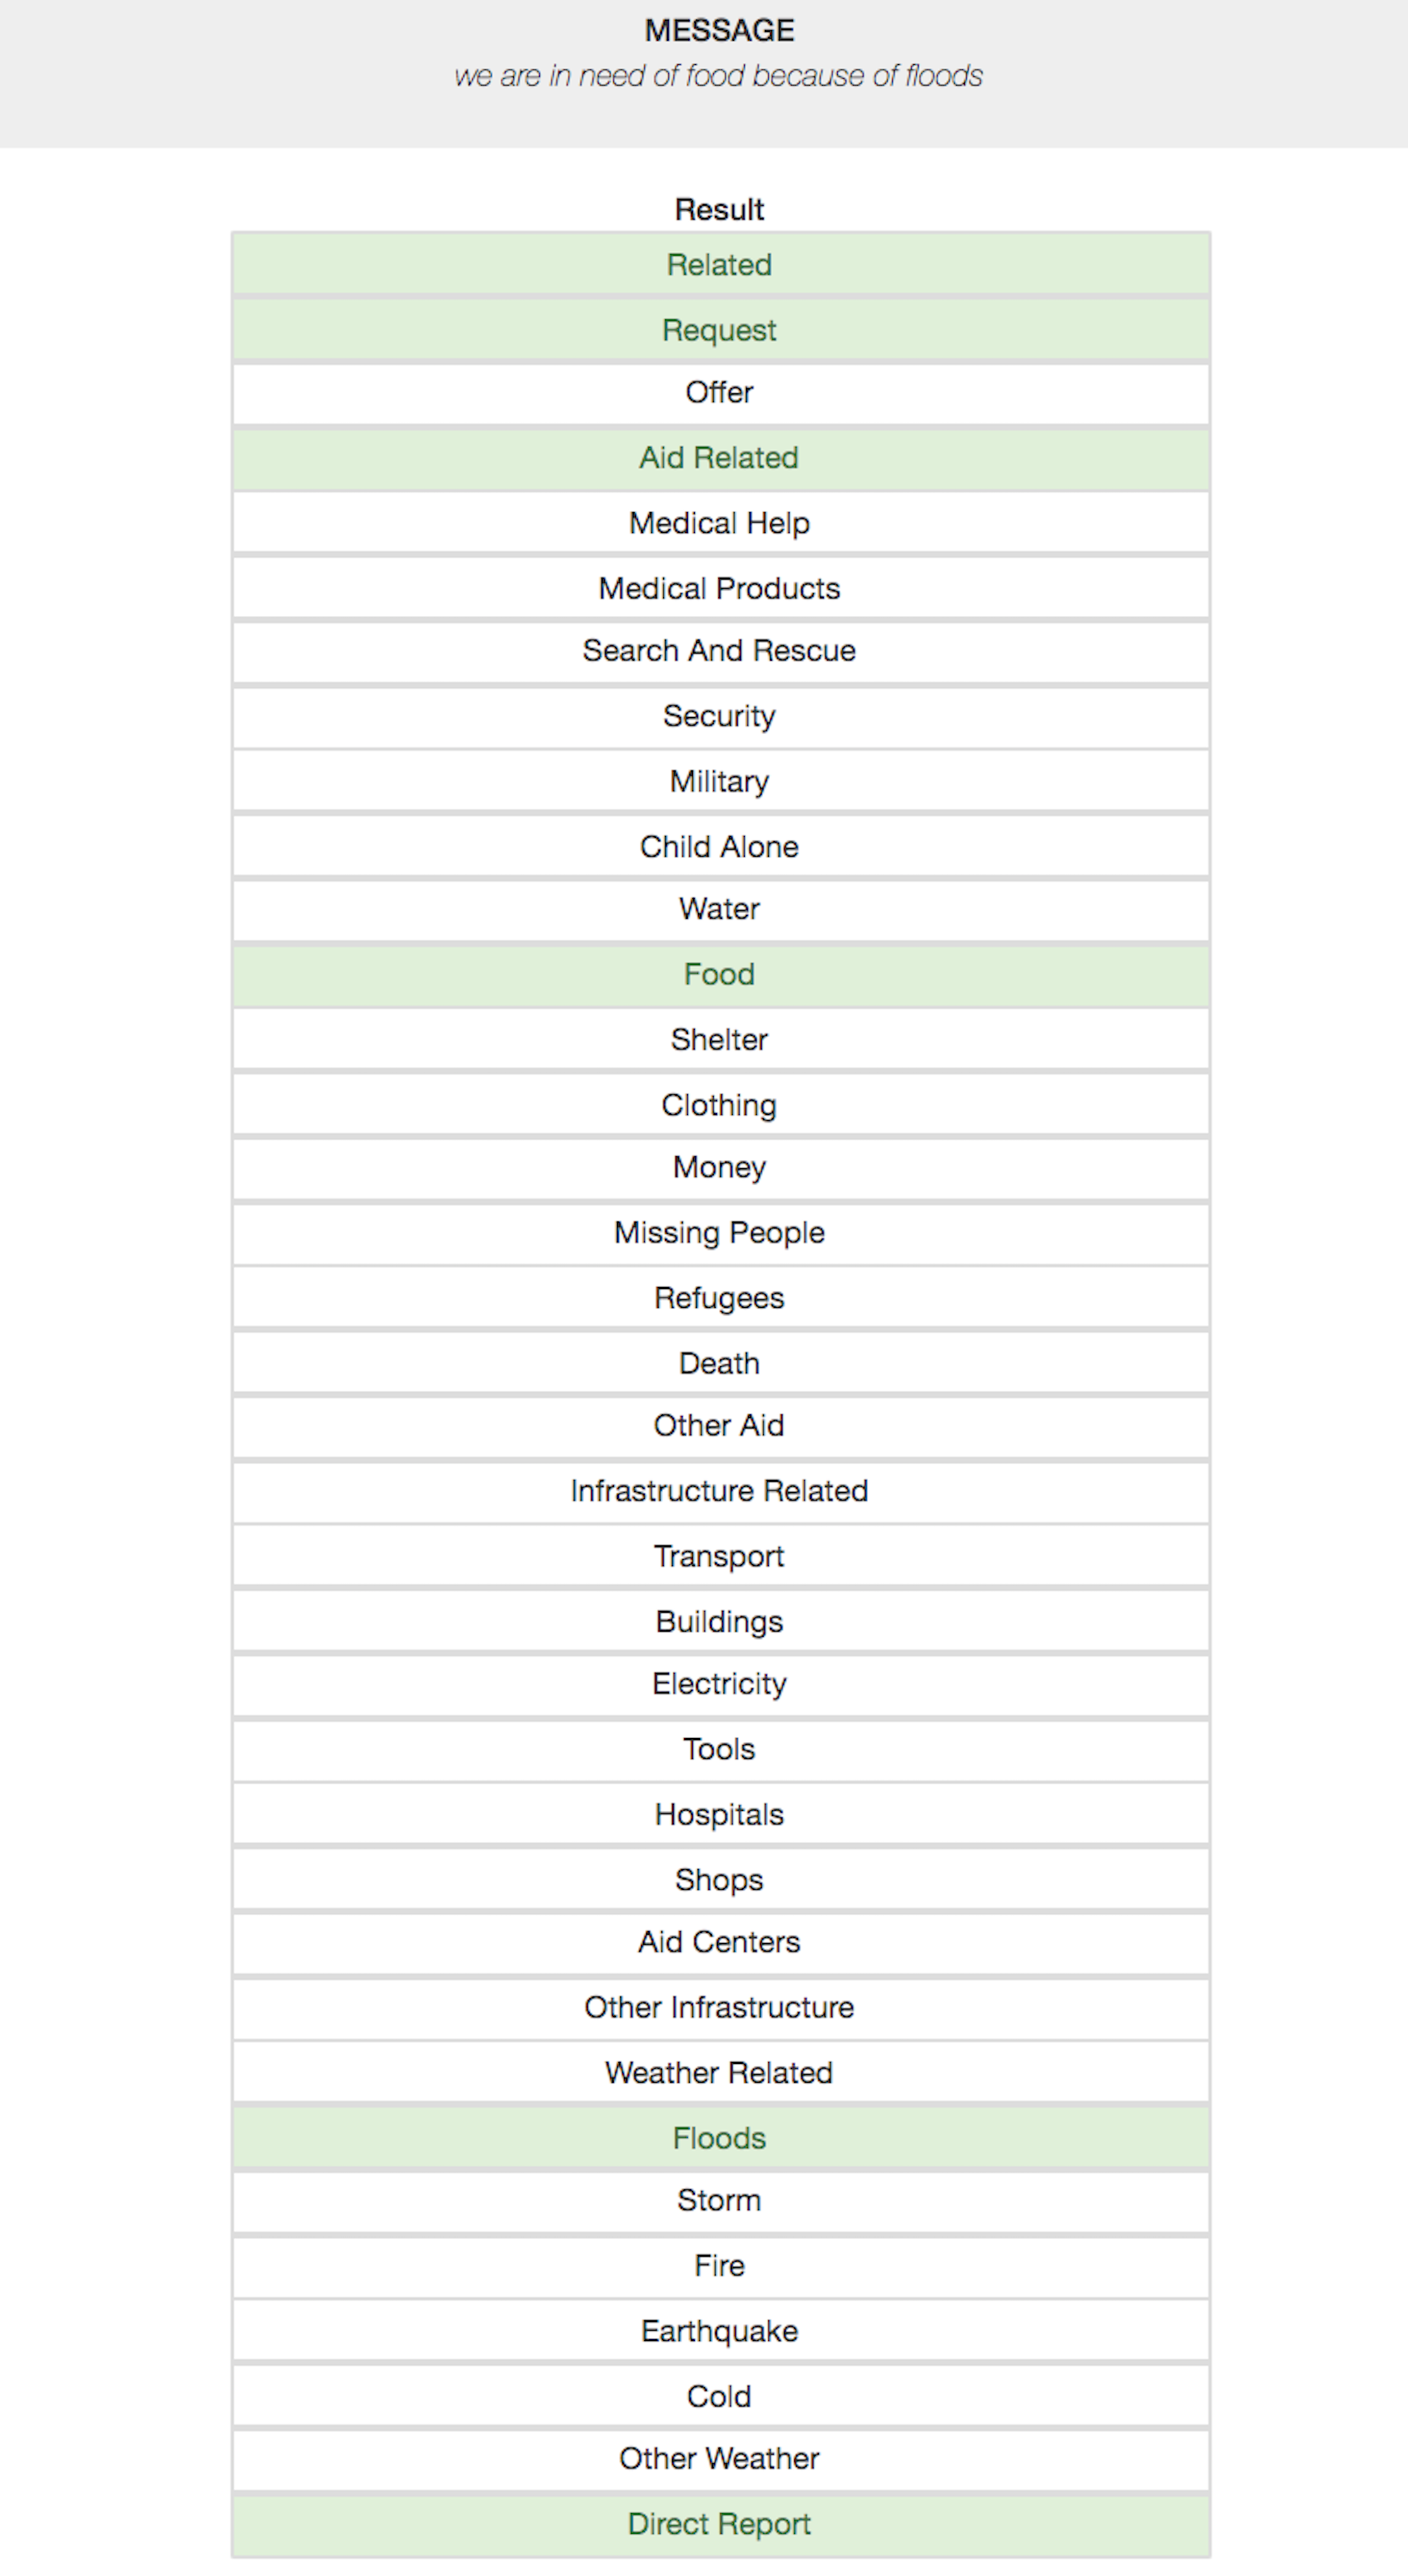 MESSAGE
we are in need of food because of floods
Result
Related
Request
Offer
Aid Related
Medical Help
Medical Products
Search And Rescue
Security
Military
Child Alone
Water
Food
Shelter
Clothing
Money
Missing People
Refugees
Death
Other Aid
Infrastructure Related
Transport
Buildings
Electricity
Tools
Hospitals
Shops
Aid Centers
Other Infrastructure
Weather Related
Floods
Storm
Fire
Earthquake
Cold
Other Weather
Direct Report